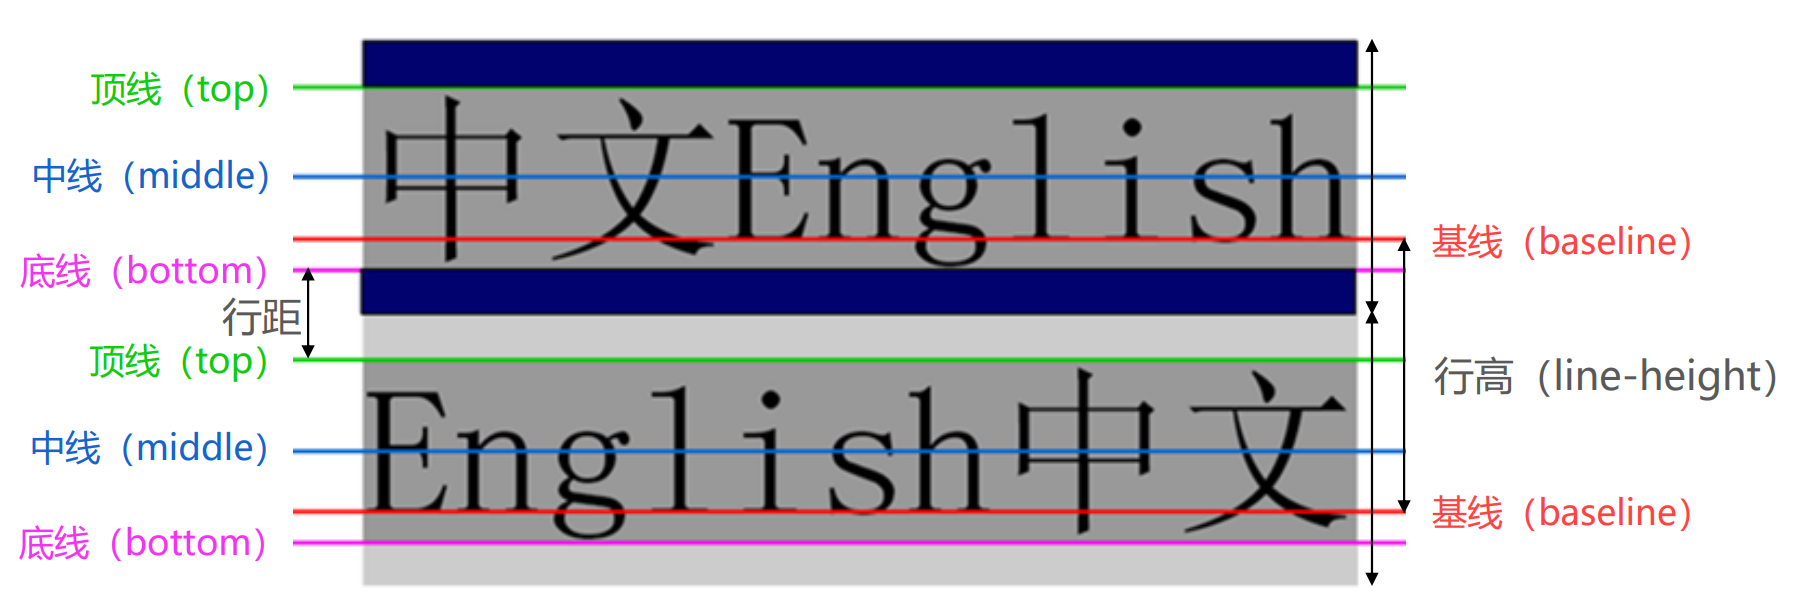 顶线（top）
中文English
中线（middle）
基线（baseline）
底线（bottom）
行距
顶线（top）
行高（line-height）
English中文
中线（middle）
基线（baseline）
底线（bottom）